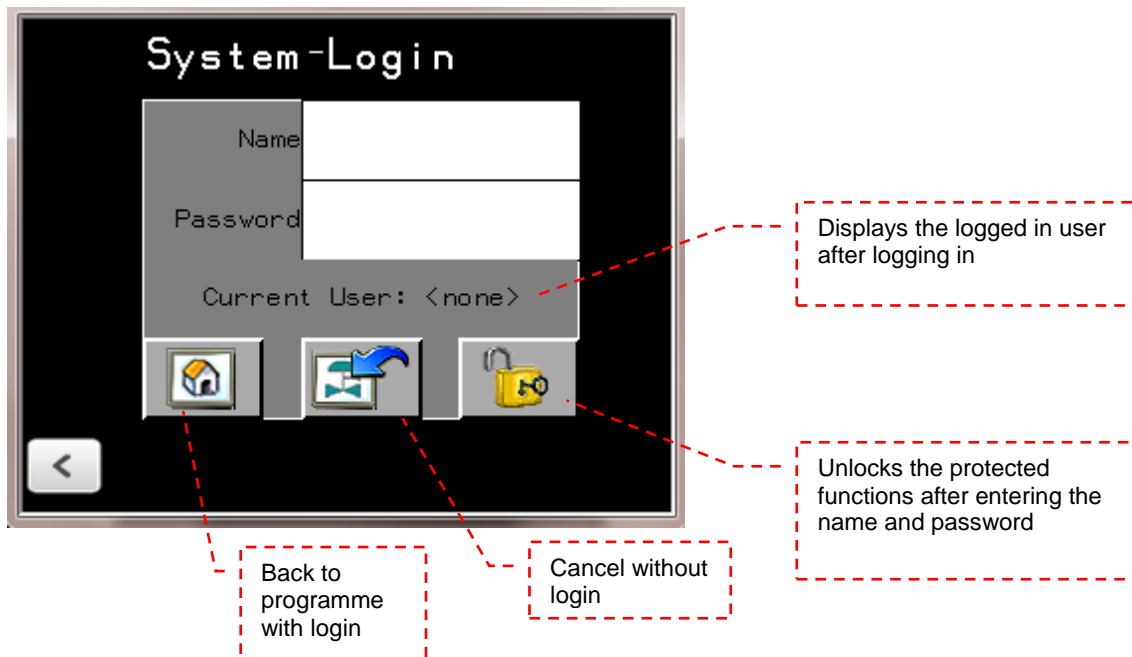 System-Login
Name
Password
Current User: <none>
<
Displays the logged in user
after logging in
Unlocks the protected
functions after entering the
name and password
Back to
programme
with login
Cancel without
login